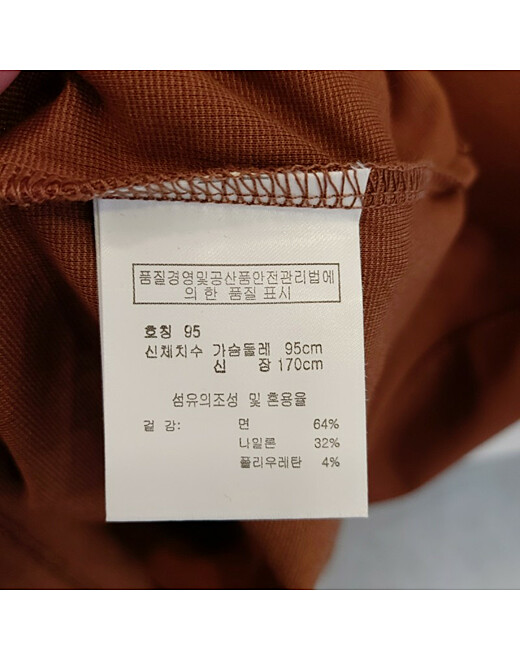 품질경영및공산품안전관리법에
의 한 품질 표시
호칭 95
신체치수 가슴둘레 95cm
신 장 170cm
섬유의조성 및 혼용율
겉 감: 면 64%
나일론 32%
폴리우레탄 4%